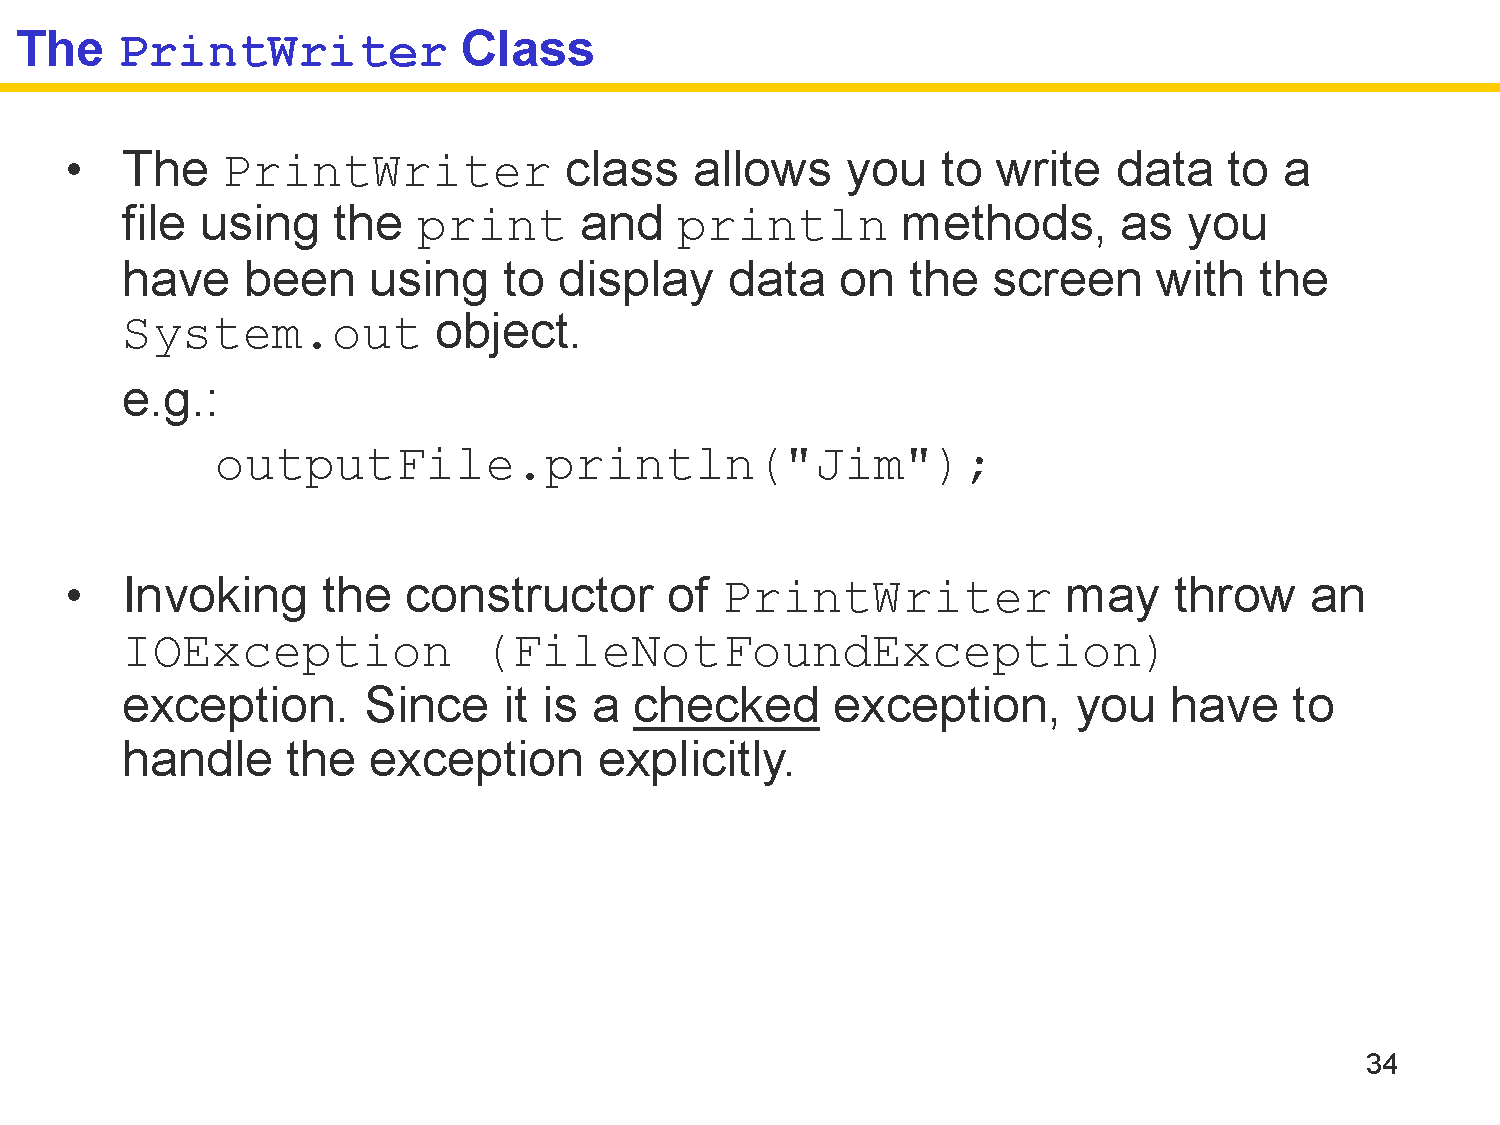 The PrintWriter Class
• The PrintWriter class allows you to write data to a
file using the print and println methods, as you
have been using to display data on the screen with the
System.out object.
e.g.:
outputFile.println("Jim");
• Invoking the constructor of PrintWriter may throw an
IOException (FileNotFoundException)
exception. Since it is a checked exception, you have to
handle the exception explicitly.
34